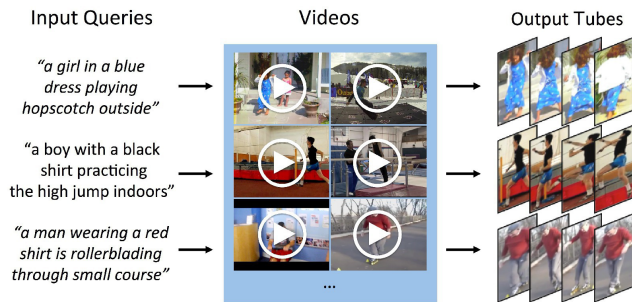 Input Queries
Videos
Output Tubes
“a girl in a blue
dress playing
hopscotch outside”
“a boy with a black
shirt practicing
the high jump indoors”
“a man wearing a red
shirt is rollerblading
through small course”
...